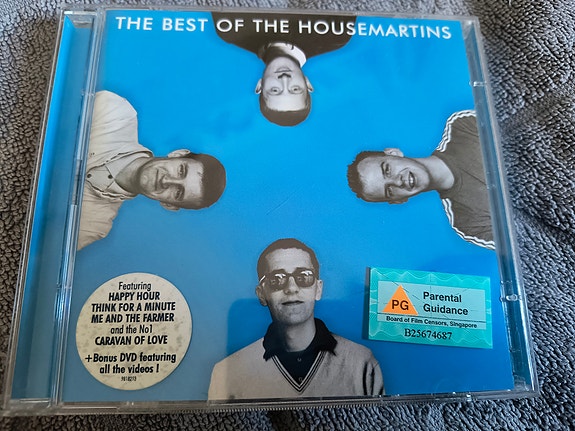 THE BEST OF THE HOUSEMARTINS
Featuring
HAPPY HOUR
THINK FOR A MINUTE
ME AND THE FARMER
and the No1
CARAVAN OF LOVE
+Bonus DVD featuring
all the videos !
9818275
PG
Parental
Guidance
Board of Film Censors, Singapore
B25674687